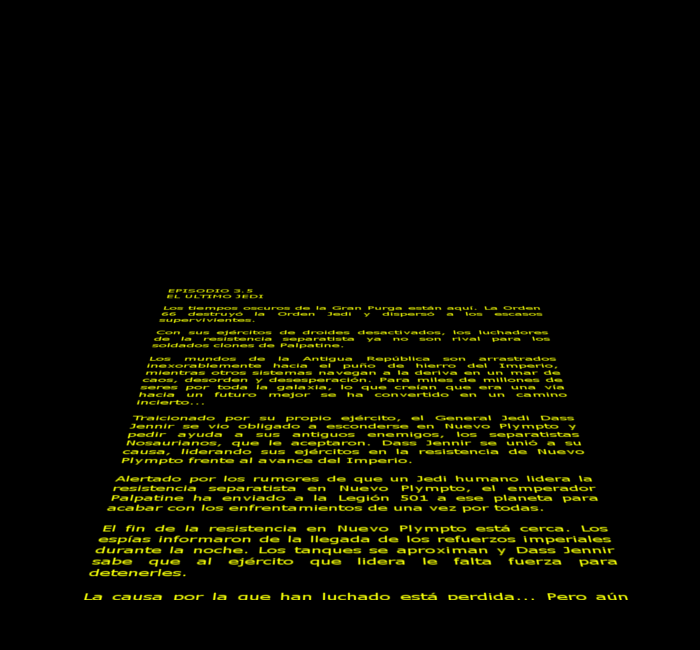 EPISODIO 3.5
EL ULTIMO JEDI
Los tiempos oscuros de la Gran Purga están aquí. La Orden
66 destruyó la Orden Jedi y dispersó a los escasos
supervivientes.
Con sus ejércitos de droides desactivados, los luchadores
de la resistencia separatista ya no son rival para los
soldados clones de Palpatine.
Los mundos de la Antigua República son arrastrados
inexorablemente hacia el puño de hierro del Imperio,
mientras otros sistemas navegan a la deriva en un mar de
caos, desorden y desesperación. Para miles de millones de
seres por toda la galaxia, lo que creían que era una vía
hacia un futuro mejor se ha convertido en un camino
incierto...
Traicionado por su propio ejército, el General Jedi Dass
Jennir se vio obligado a esconderse en Nuevo Plympto y
pedir ayuda a sus antiguos enemigos, los separatistas
Nosaurianos, que le aceptaron. Dass Jennir se unió a su
causa, liderando sus ejércitos en la resistencia de Nuevo
Plympto frente al avance del Imperio.
Alertado por los rumores de que un Jedi humano lidera la
resistencia separatista en Nuevo Plympto, el emperador
Palpatine ha enviado a la Legión 501 a ese planeta para
acabar con los enfrentamientos de una vez por todas.
El fin de la resistencia en Nuevo Plympto está cerca. Los
espías informaron de la llegada de los refuerzos imperiales
durante la noche. Los tanques se aproximan y Dass Jennir
sabe que al ejército que lidera le falta fuerza para
detenerles.
La causa por la que han luchado está perdida... Pero aún